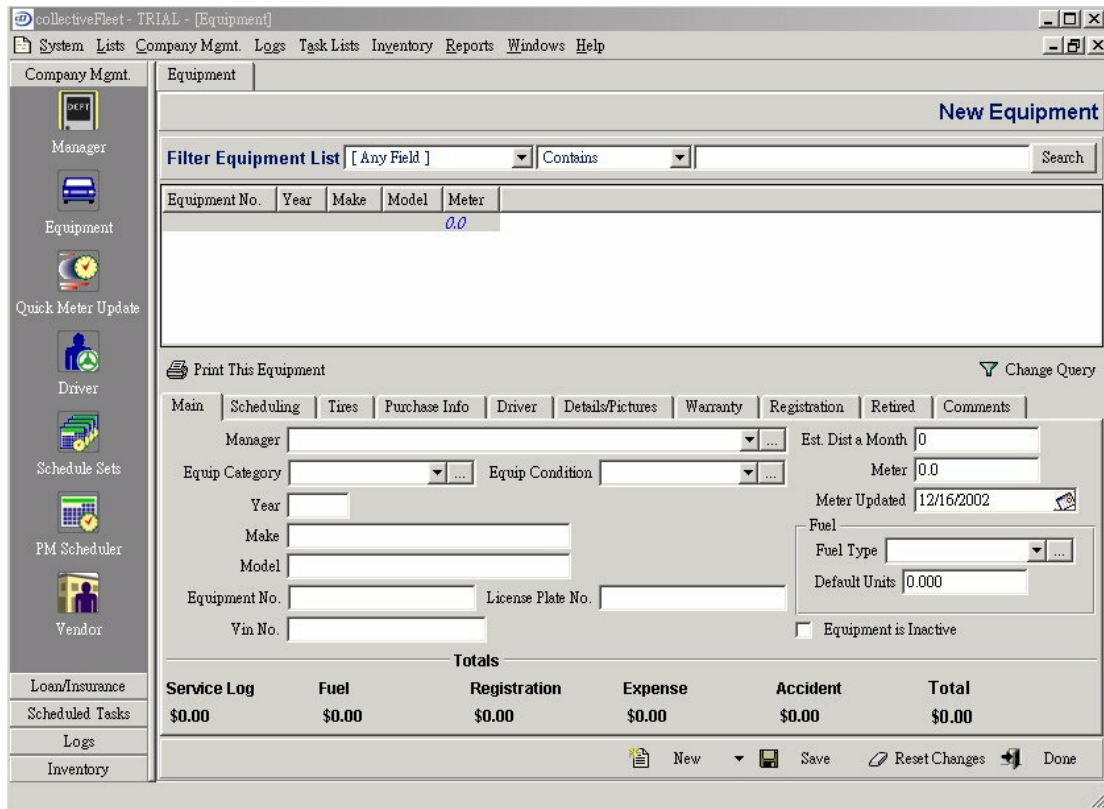 collectiveFleet - TRIAL - [Equipment]
System Lists Company Mgmt. Logs Task Lists Inventory Reports Windows Help
Company Mgmt.
DEPT
Manager
Equipment
Quick Meter Update
Driver
Schedule Sets
PM Scheduler
Vendor
Loan/Insurance
Scheduled Tasks
Logs
Inventory
Equipment
New Equipment
Filter Equipment List [ Any Field ] Contains Search
Equipment No. Year Make Model Meter
0.0
Print This Equipment Change Query
Main Scheduling Tires Purchase Info Driver Details/Pictures Warranty Registration Retired Comments
Manager ... Est. Dist a Month 0
Equip Category ... Equip Condition ... Meter 0.0
Year Meter Updated 12/16/2002
Make Fuel
Fuel Type ...
Model Default Units 0.000
Equipment No. License Plate No.
Vin No. Equipment is Inactive
Totals
Service Log Fuel Registration Expense Accident Total
$0.00 $0.00 $0.00 $0.00 $0.00 $0.00
New Save Reset Changes Done